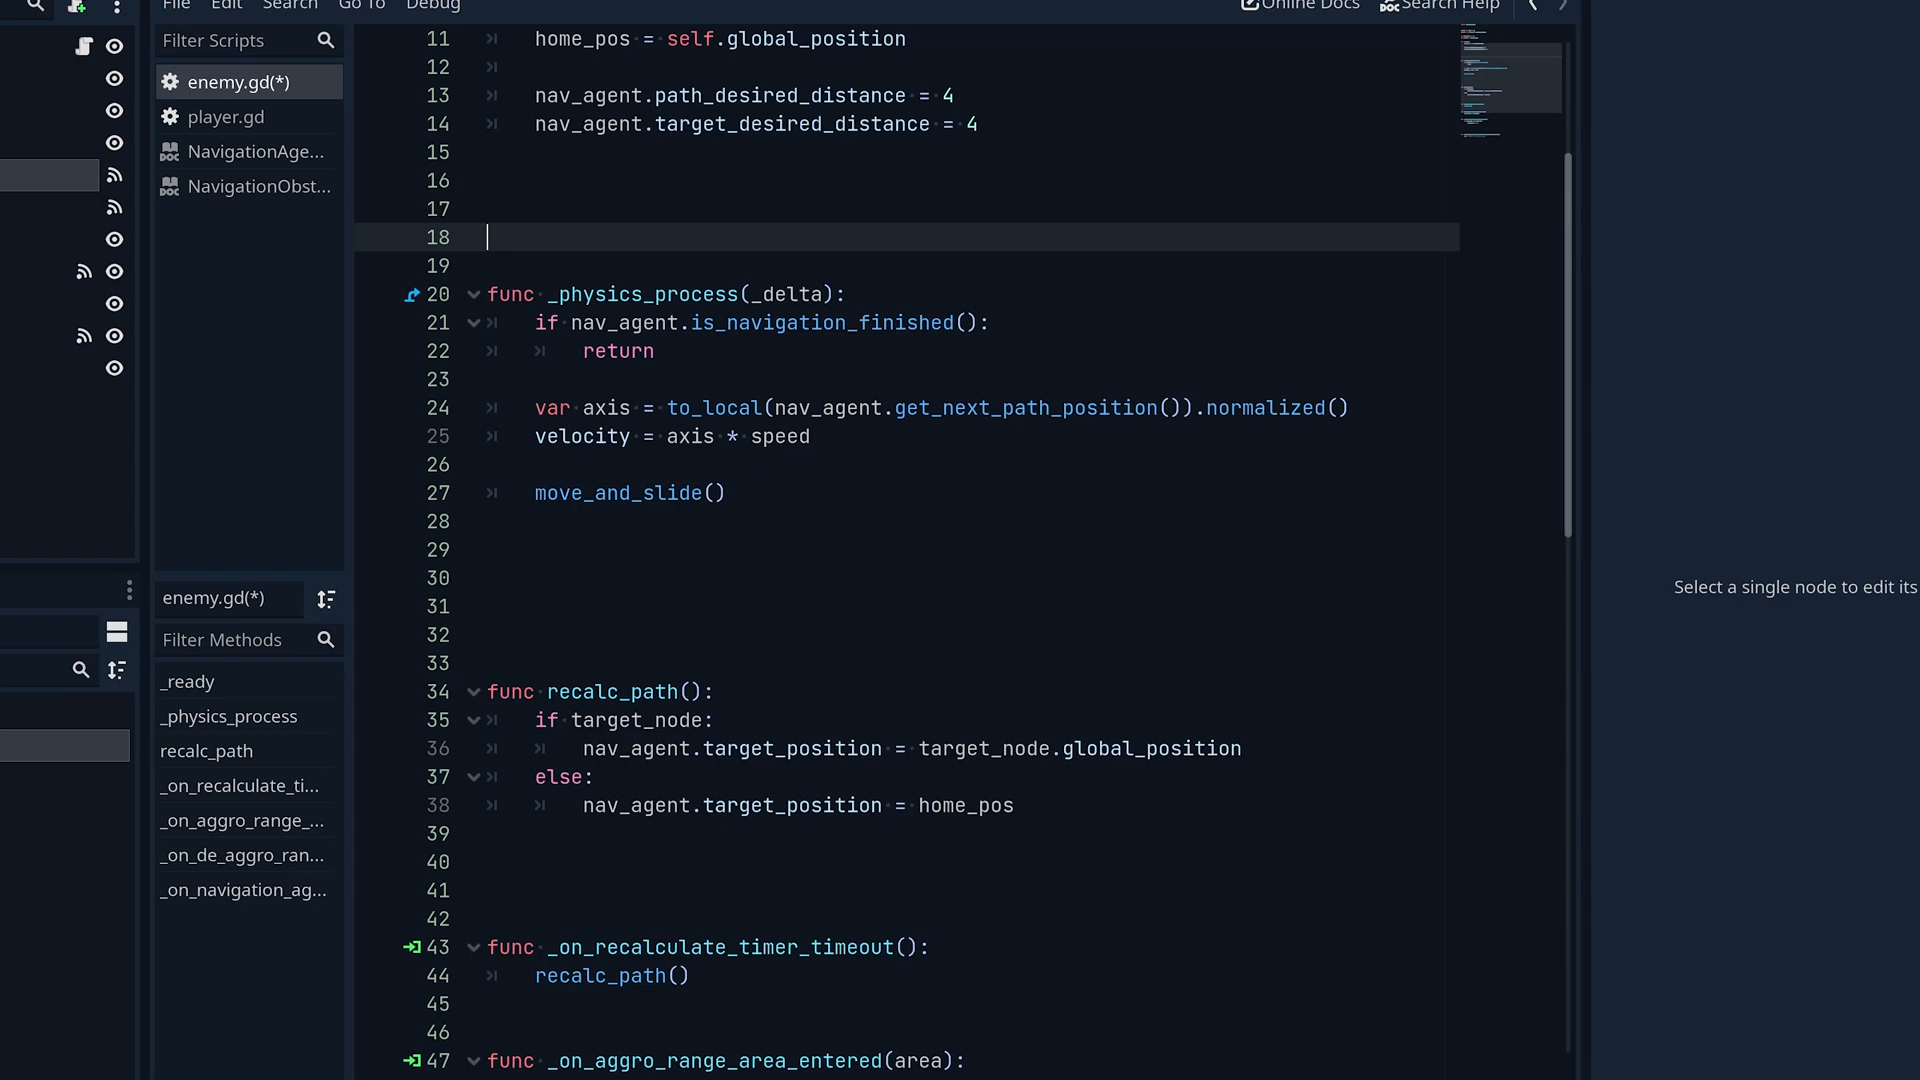 File Edit Search Go To Debug
Online Docs Search Help
Filter Scripts
enemy.gd(*)
player.gd
NavigationAge...
NavigationObst...
enemy.gd(*)
Filter Methods
_ready
_physics_process
recalc_path
_on_recalculate_ti...
_on_aggro_range_...
_on_de_aggro_ran...
_on_navigation_ag...
11 home_pos = self.global_position
12
13 nav_agent.path_desired_distance = 4
14 nav_agent.target_desired_distance = 4
15
16
17
18
19
20 func _physics_process(_delta):
21 if nav_agent.is_navigation_finished():
22 return
23
24 var axis = to_local(nav_agent.get_next_path_position()).normalized()
25 velocity = axis * speed
26
27 move_and_slide()
28
29
30
31
32
33
34 func recalc_path():
35 if target_node:
36 nav_agent.target_position = target_node.global_position
37 else:
38 nav_agent.target_position = home_pos
39
40
41
42
43 func _on_recalculate_timer_timeout():
44 recalc_path()
45
46
47 func _on_aggro_range_area_entered(area):
Select a single node to edit its